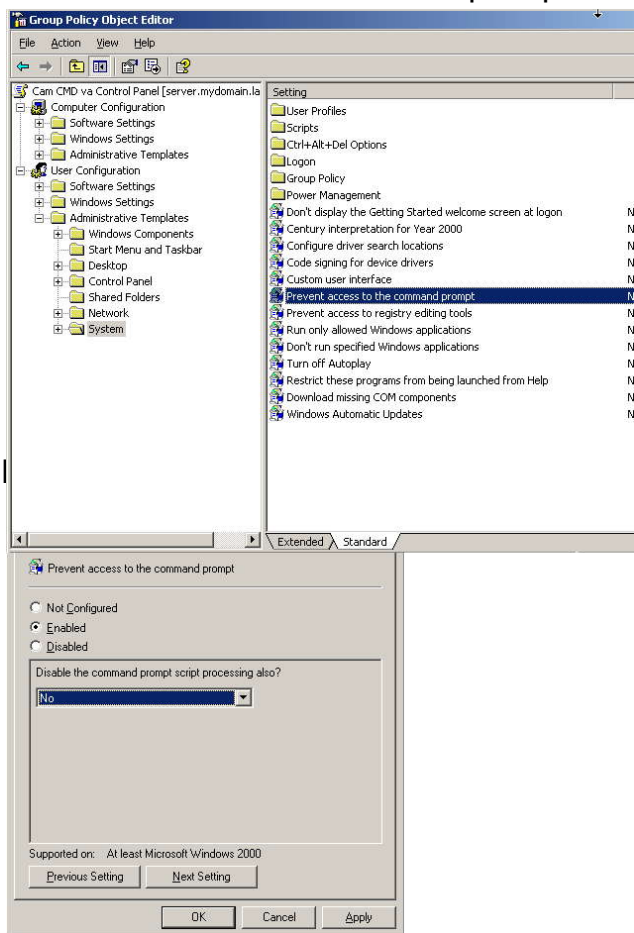 Group Policy Object Editor
File Action View Help
Cam CMD va Control Panel [server.mydomain.la
Computer Configuration
Software Settings
Windows Settings
Administrative Templates
User Configuration
Software Settings
Windows Settings
Administrative Templates
Windows Components
Start Menu and Taskbar
Desktop
Control Panel
Shared Folders
Network
System
Setting
User Profiles
Scripts
Ctrl+Alt+Del Options
Logon
Group Policy
Power Management
Don't display the Getting Started welcome screen at logon N
Century interpretation for Year 2000 N
Configure driver search locations N
Code signing for device drivers N
Custom user interface N
Prevent access to the command prompt N
Prevent access to registry editing tools N
Run only allowed Windows applications N
Don't run specified Windows applications N
Turn off Autoplay N
Restrict these programs from being launched from Help N
Download missing COM components N
Windows Automatic Updates N
Extended Standard
Prevent access to the command prompt
Not Configured
Enabled
Disabled
Disable the command prompt script processing also?
No
Supported on: At least Microsoft Windows 2000
Previous Setting Next Setting
OK Cancel Apply